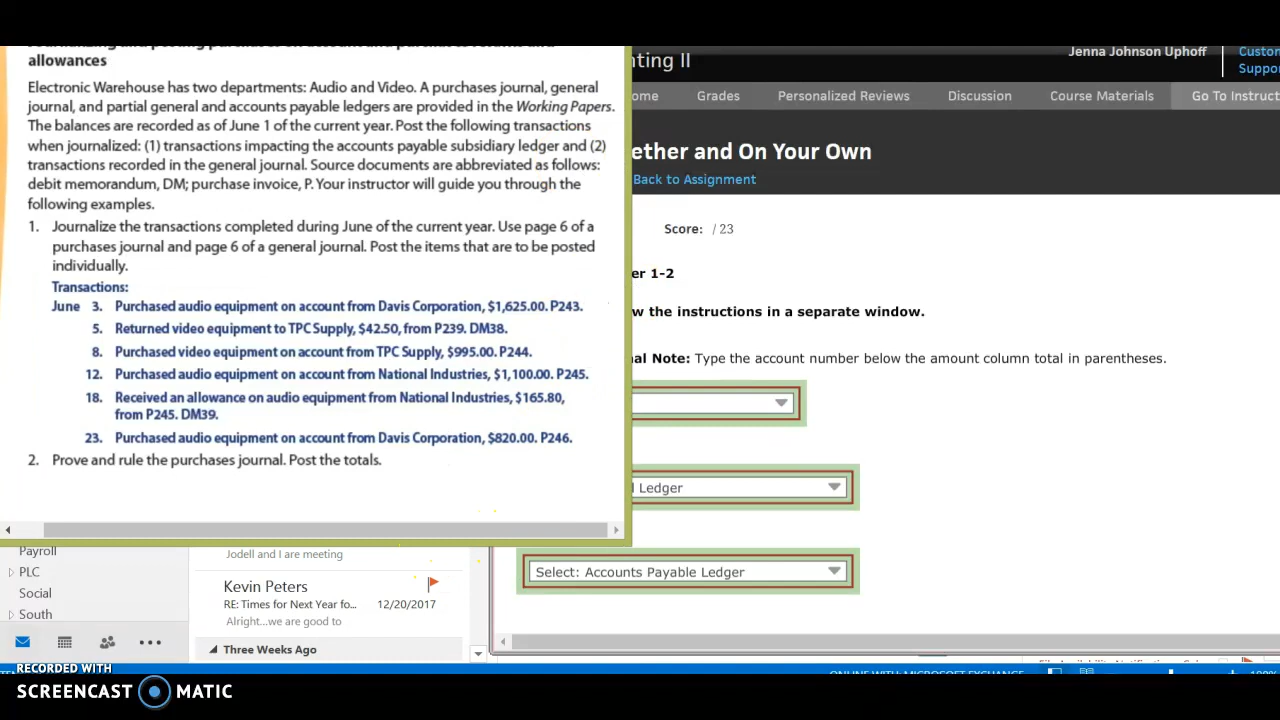 allowances
Electronic Warehouse has two departments: Audio and Video. A purchases journal, general
journal, and partial general and accounts payable ledgers are provided in the Working Papers.
The balances are recorded as of June 1 of the current year. Post the following transactions
when journalized: (1) transactions impacting the accounts payable subsidiary ledger and (2)
transactions recorded in the general journal. Source documents are abbreviated as follows:
debit memorandum, DM; purchase invoice, P. Your instructor will guide you through the
following examples.
1. Journalize the transactions completed during June of the current year. Use page 6 of a
purchases journal and page 6 of a general journal. Post the items that are to be posted
individually.
Transactions:
June 3. Purchased audio equipment on account from Davis Corporation, $1,625.00. P243.
5. Returned video equipment to TPC Supply, $42.50, from P239. DM38.
8. Purchased video equipment on account from TPC Supply, $995.00. P244.
12. Purchased audio equipment on account from National Industries, $1,100.00. P245.
18. Received an allowance on audio equipment from National Industries, $165.80,
from P245. DM39.
23. Purchased audio equipment on account from Davis Corporation, $820.00. P246.
2. Prove and rule the purchases journal. Post the totals.
Jenna Johnson Uphoff
Custom
Suppor
nting II
ome Grades Personalized Reviews Discussion Course Materials Go To Instruct
ether and On Your Own
Back to Assignment
Score: / 23
er 1-2
w the instructions in a separate window.
al Note: Type the account number below the amount column total in parentheses.
l Ledger
Select: Accounts Payable Ledger
Payroll
PLC
Social
South
Jodell and I are meeting
Kevin Peters
RE: Times for Next Year fo... 12/20/2017
Alright...we are good to
Three Weeks Ago
ONLINE WITH MICROSOFT EXCHANGE
100%
RECORDED WITH
SCREENCAST MATIC